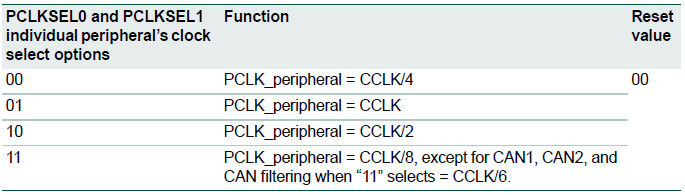 PCLKSEL0 and PCLKSEL1 Function Reset
individual peripheral’s clock value
select options
00 PCLK_peripheral = CCLK/4 00
01 PCLK_peripheral = CCLK
10 PCLK_peripheral = CCLK/2
11 PCLK_peripheral = CCLK/8, except for CAN1, CAN2, and
CAN filtering when “11” selects = CCLK/6.